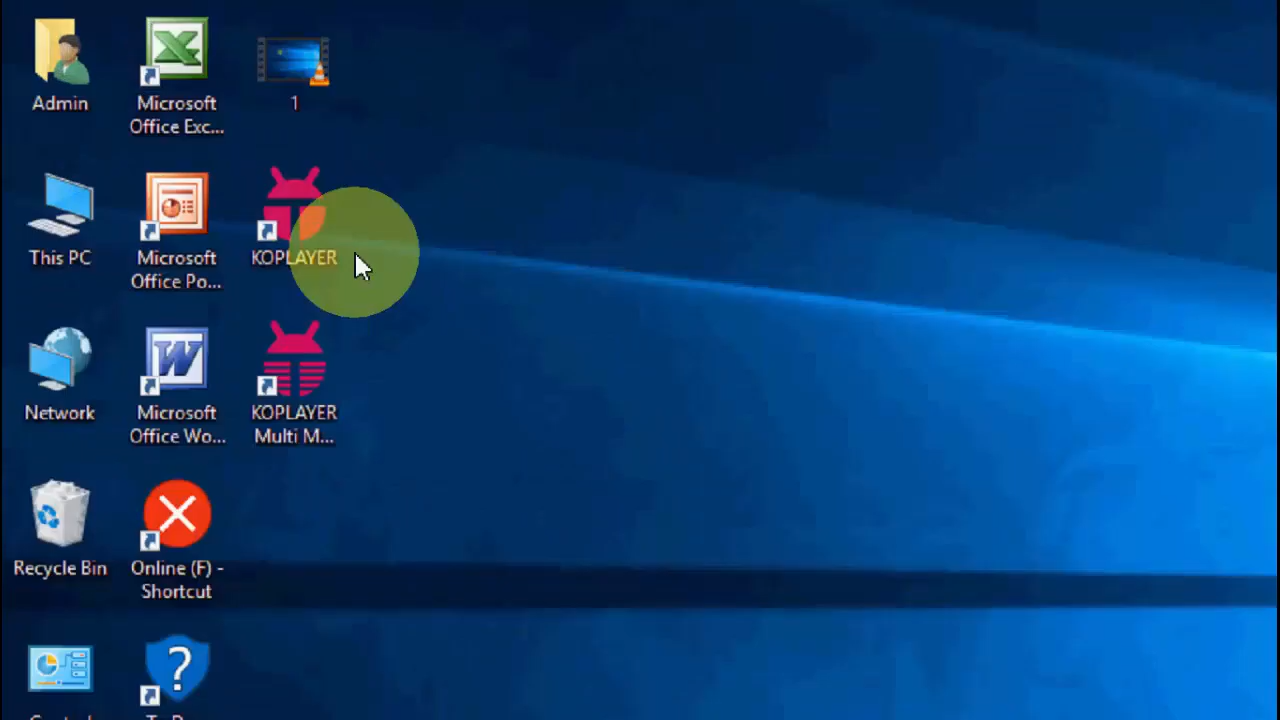 Admin
Microsoft
Office Exc...
1
This PC
Microsoft
Office Po...
KOPLAYER
Network
Microsoft
Office Wo...
KOPLAYER
Multi M...
Recycle Bin
Online (F) -
Shortcut